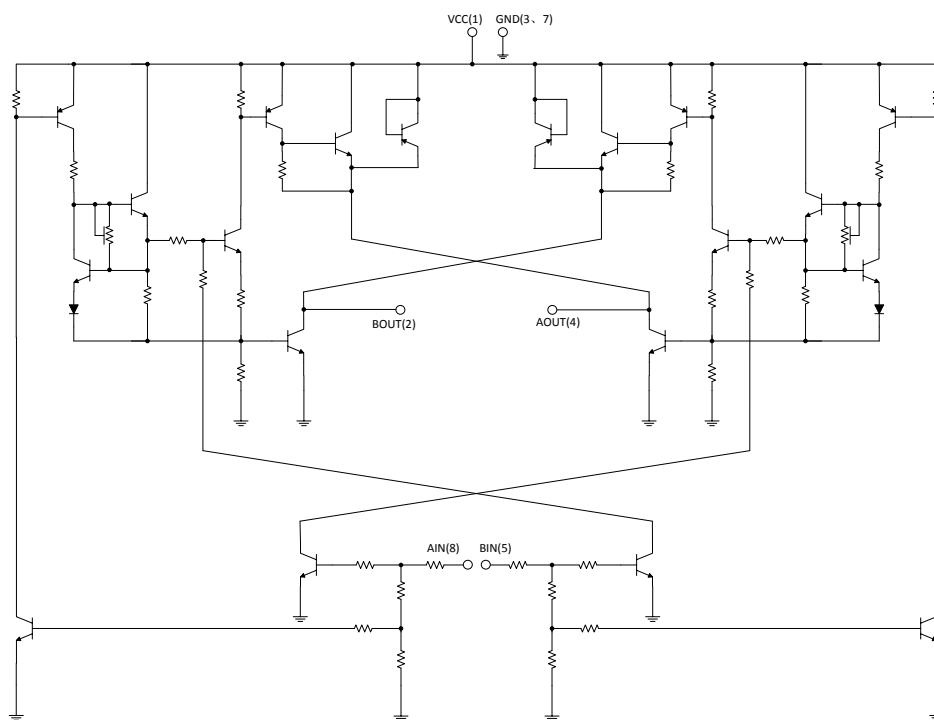 VCC(1) GND(3、7)
BOUT(2)
AOUT(4)
AIN(8) BIN(5)